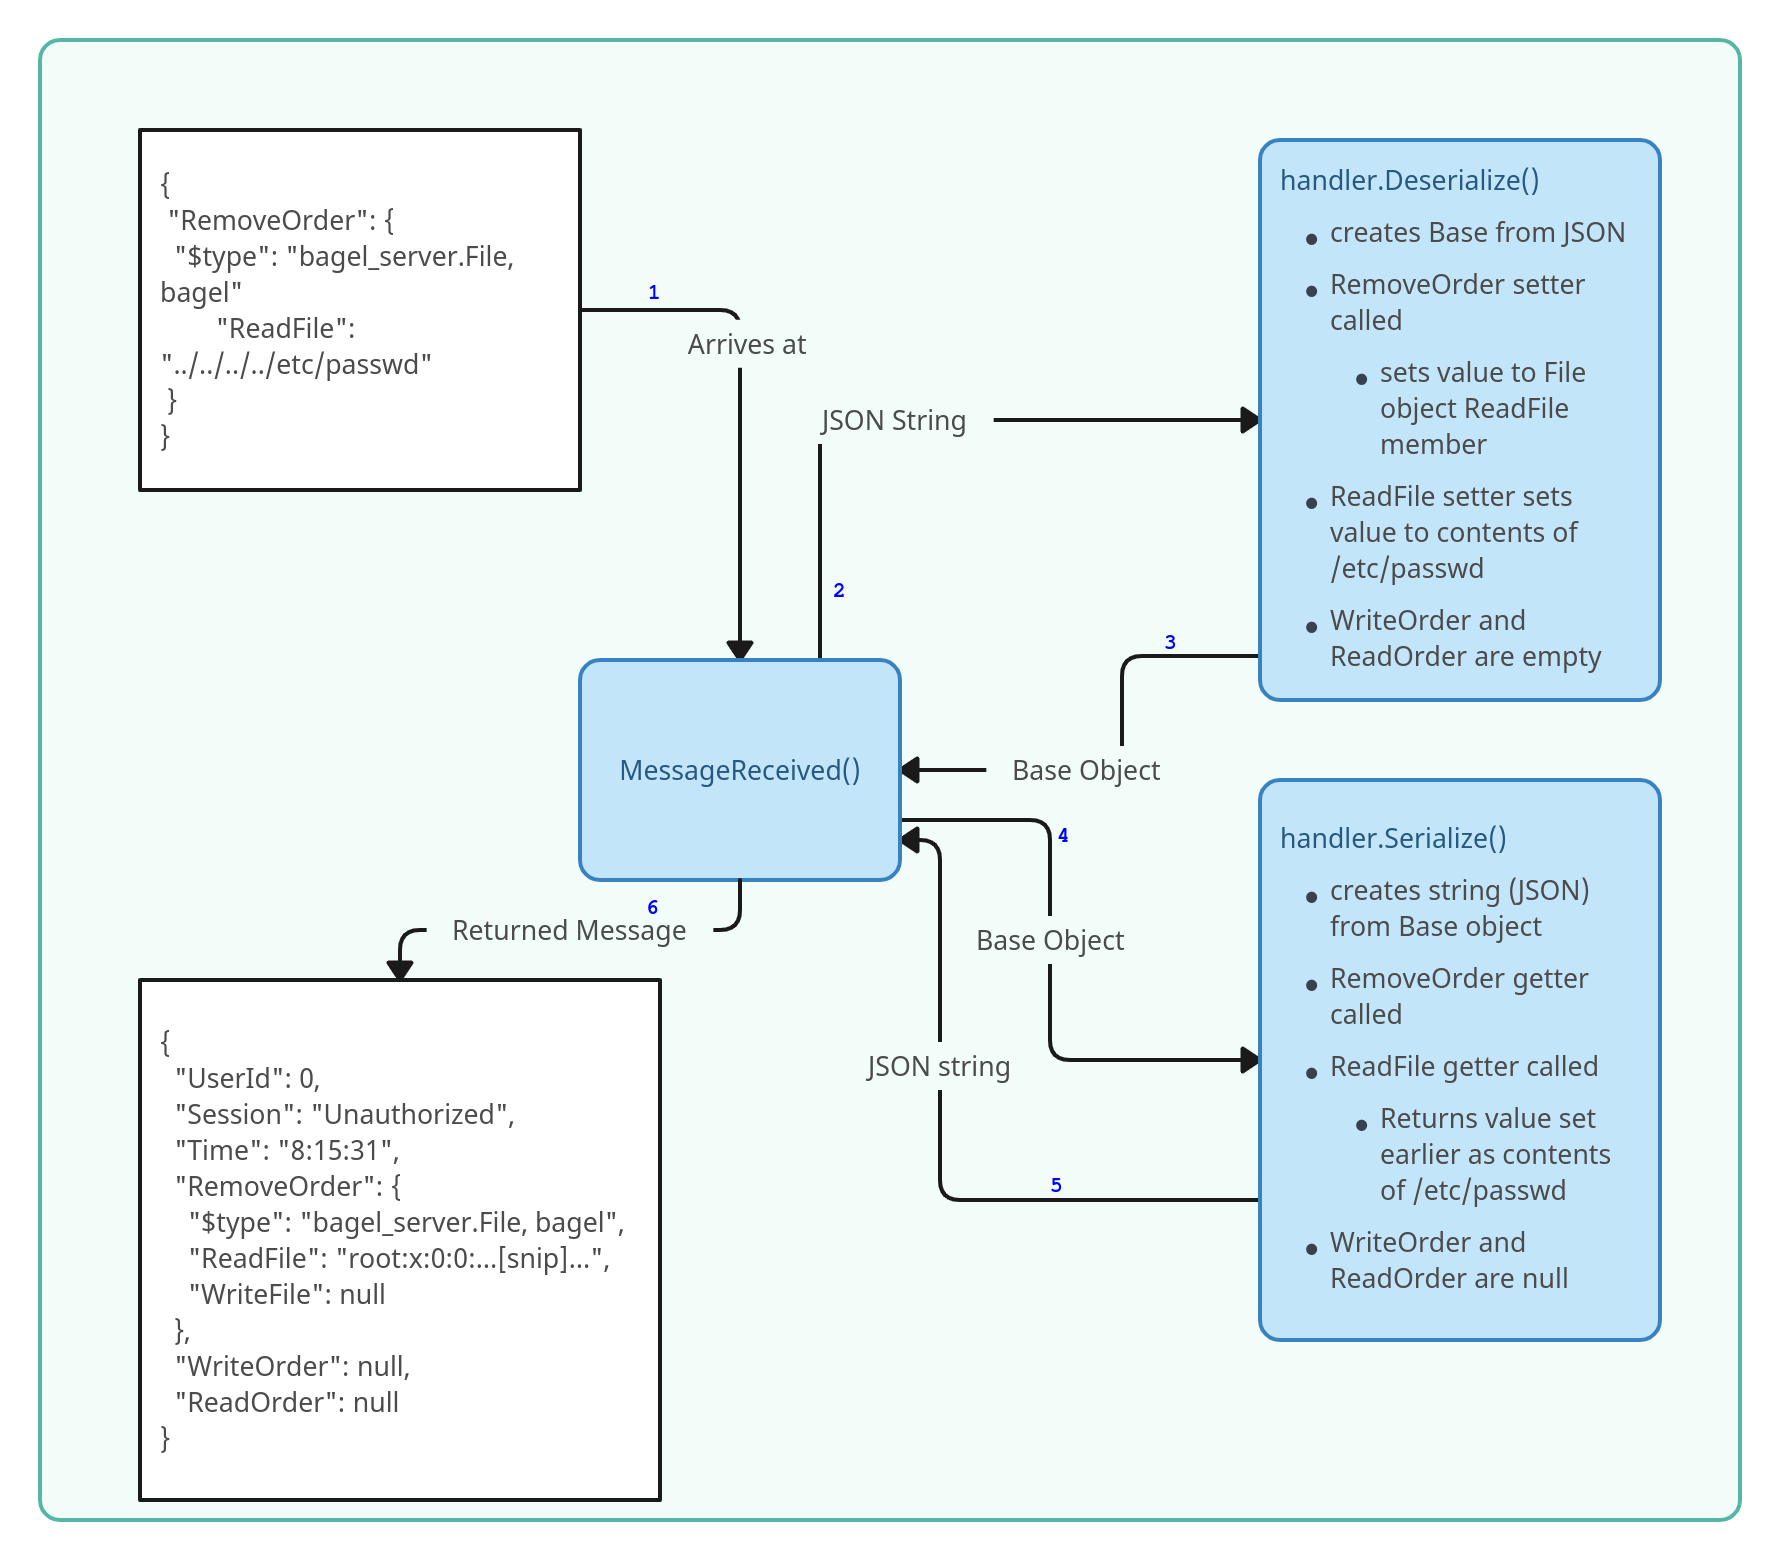 {
"RemoveOrder": {
"$type": "bagel_server.File,
bagel"
"ReadFile":
"../../../../etc/passwd"
}
}
1
Arrives at
JSON String
2
handler.Deserialize()
• creates Base from JSON
• RemoveOrder setter
called
• sets value to File
object ReadFile
member
• ReadFile setter sets
value to contents of
/etc/passwd
• WriteOrder and
ReadOrder are empty
3
Base Object
MessageReceived()
4
Base Object
handler.Serialize()
• creates string (JSON)
from Base object
• RemoveOrder getter
called
• ReadFile getter called
• Returns value set
earlier as contents
of /etc/passwd
• WriteOrder and
ReadOrder are null
JSON string
5
6
Returned Message
{
"UserId": 0,
"Session": "Unauthorized",
"Time": "8:15:31",
"RemoveOrder": {
"$type": "bagel_server.File, bagel",
"ReadFile": "root:x:0:0:...[snip]...",
"WriteFile": null
},
"WriteOrder": null,
"ReadOrder": null
}